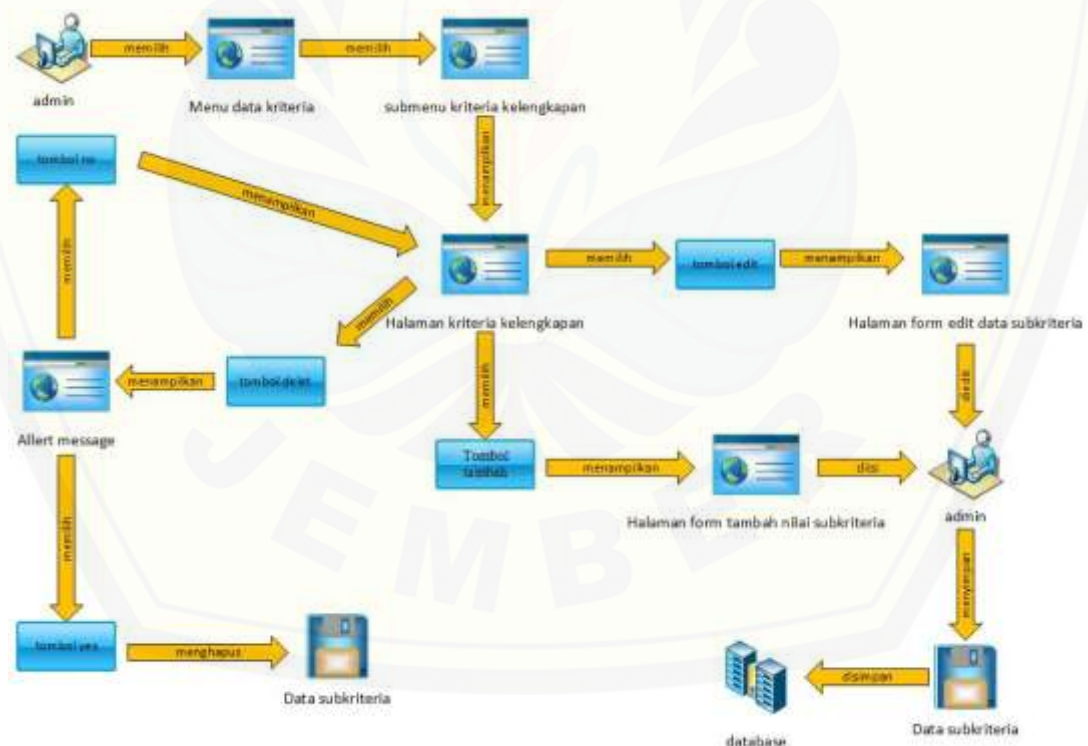 memilih
memilih
admin
Menu data kriteria
submenu kriteria kelengkapan
menampilkan
tombol no
menampilkan
memilih
memilih
tombol edit
menampilkan
Halaman kriteria kelengkapan
Halaman form edit data subkriteria
memilih
menampilkan
tombol delet
memilih
diedit
Allert message
Tombol
tambah
menampilkan
diisi
Halaman form tambah nilai subkriteria
admin
memilih
menyimpan
tombol yes
menghapus
Data subkriteria
disimpan
database
Data subkriteria
JEMBER